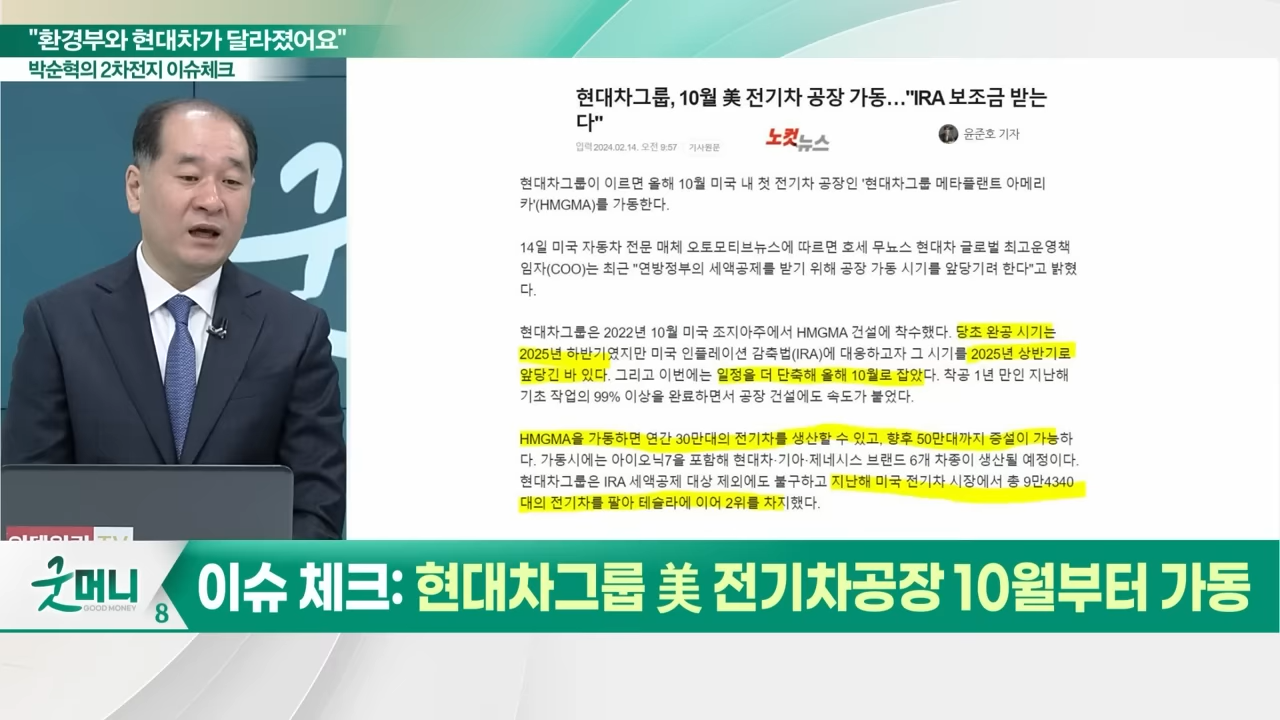 "환경부와 현대차가 달라졌어요"
박순혁의 2차전지 이슈체크
현대차그룹, 10월 美 전기차 공장 가동…"IRA 보조금 받는
다"
입력 2024.02.14. 오전 9:57 기사원문
노컷뉴스
윤준호 기자
현대차그룹이 이르면 올해 10월 미국 내 첫 전기차 공장인 '현대차그룹 메타플랜트 아메리
카'(HMGMA)를 가동한다.
14일 미국 자동차 전문 매체 오토모티브뉴스에 따르면 호세 무뇨스 현대차 글로벌 최고운영책
임자(COO)는 최근 "연방정부의 세액공제를 받기 위해 공장 가동 시기를 앞당기려 한다"고 밝혔
다.
현대차그룹은 2022년 10월 미국 조지아주에서 HMGMA 건설에 착수했다. 당초 완공 시기는
2025년 하반기였지만 미국 인플레이션 감축법(IRA)에 대응하고자 그 시기를 2025년 상반기로
앞당긴 바 있다. 그리고 이번에는 일정을 더 단축해 올해 10월로 잡았다. 착공 1년 만인 지난해
기초 작업의 99% 이상을 완료하면서 공장 건설에도 속도가 붙었다.
HMGMA을 가동하면 연간 30만대의 전기차를 생산할 수 있고, 향후 50만대까지 증설이 가능하
다. 가동시에는 아이오닉7을 포함해 현대차·기아·제네시스 브랜드 6개 차종이 생산될 예정이다.
현대차그룹은 IRA 세액공제 대상 제외에도 불구하고 지난해 미국 전기차 시장에서 총 9만4340
대의 전기차를 팔아 테슬라에 이어 2위를 차지했다.
굿머니
GOOD MONEY
8
이슈 체크: 현대차그룹 美 전기차공장 10월부터 가동